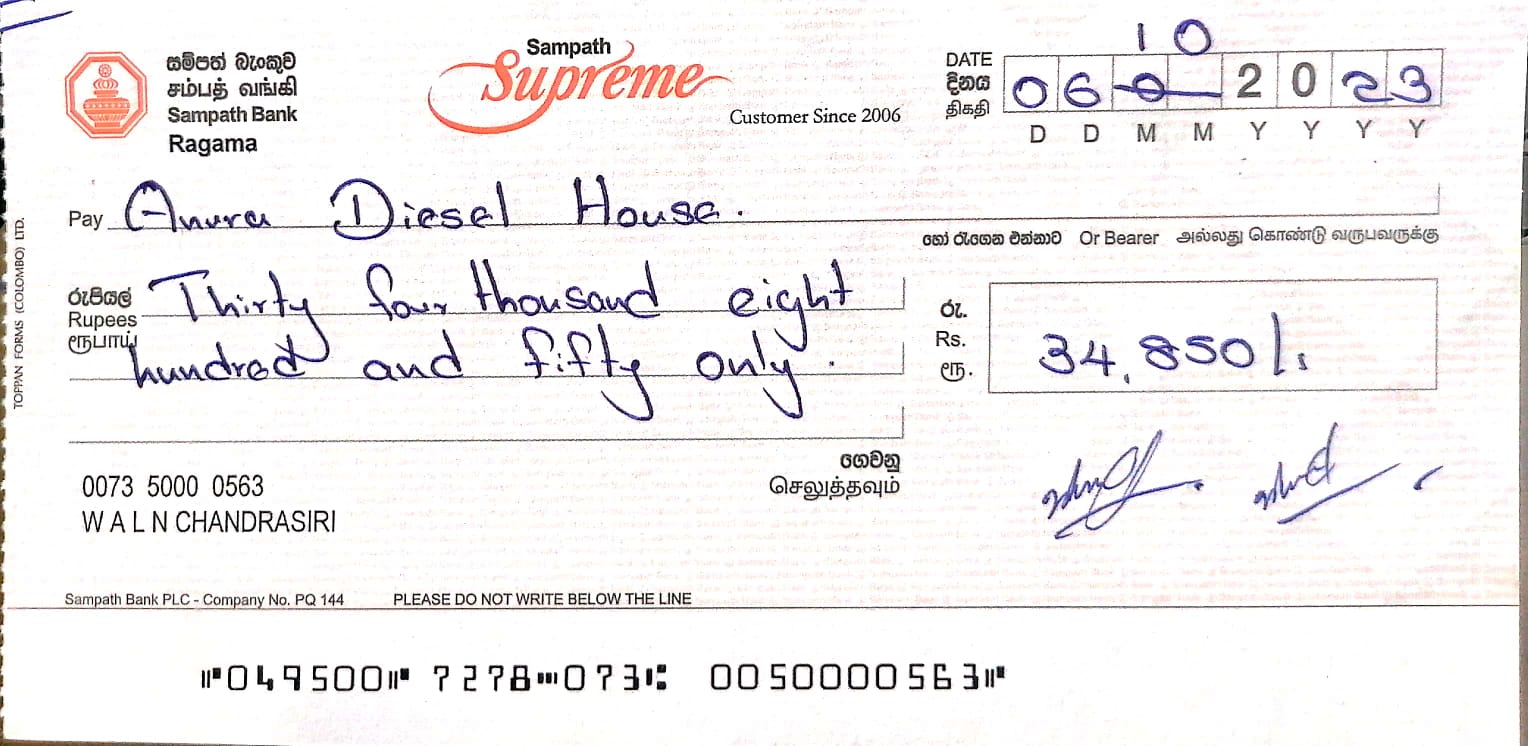 සම්පත් බැංකුව
சம்பத் வங்கி
Sampath Bank
Ragama
Sampath
Supreme
Customer Since 2006
10
DATE
දිනය
திகதி
06 0 2023
D D M M Y Y Y Y
Pay Anura Diesel House.
හෝ රැගෙන එන්නාට Or Bearer அல்லது கொண்டு வருபவருக்கு
රුපියල්
Rupees
ரூபாய்
Thirty four thousand eight
hundred and fifty only.
රු.
Rs.
ரூ.
34,850/-
ගෙවනු
செலுத்தவும்
0073 5000 0563
W A L N CHANDRASIRI
Sampath Bank PLC - Company No. PQ 144 PLEASE DO NOT WRITE BELOW THE LINE
⑈049500⑈ 7278⑉073⑆ 0050000563⑈
TOPPAN FORMS (COLOMBO) LTD.